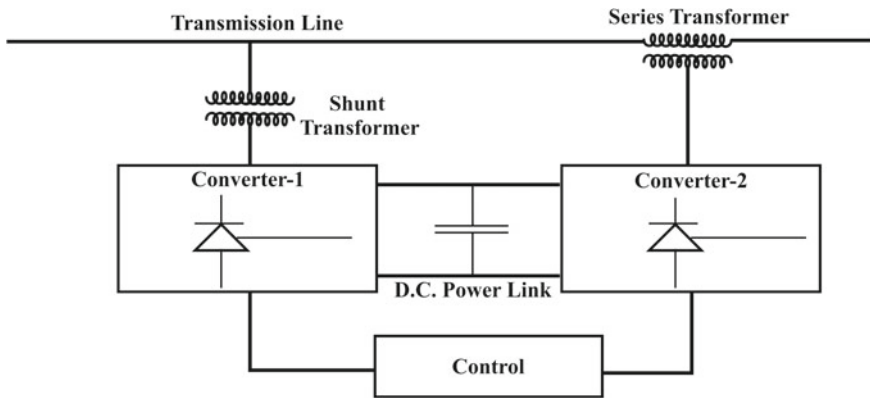 Transmission Line
Series Transformer
Shunt
Transformer
Converter-1
Converter-2
D.C. Power Link
Control